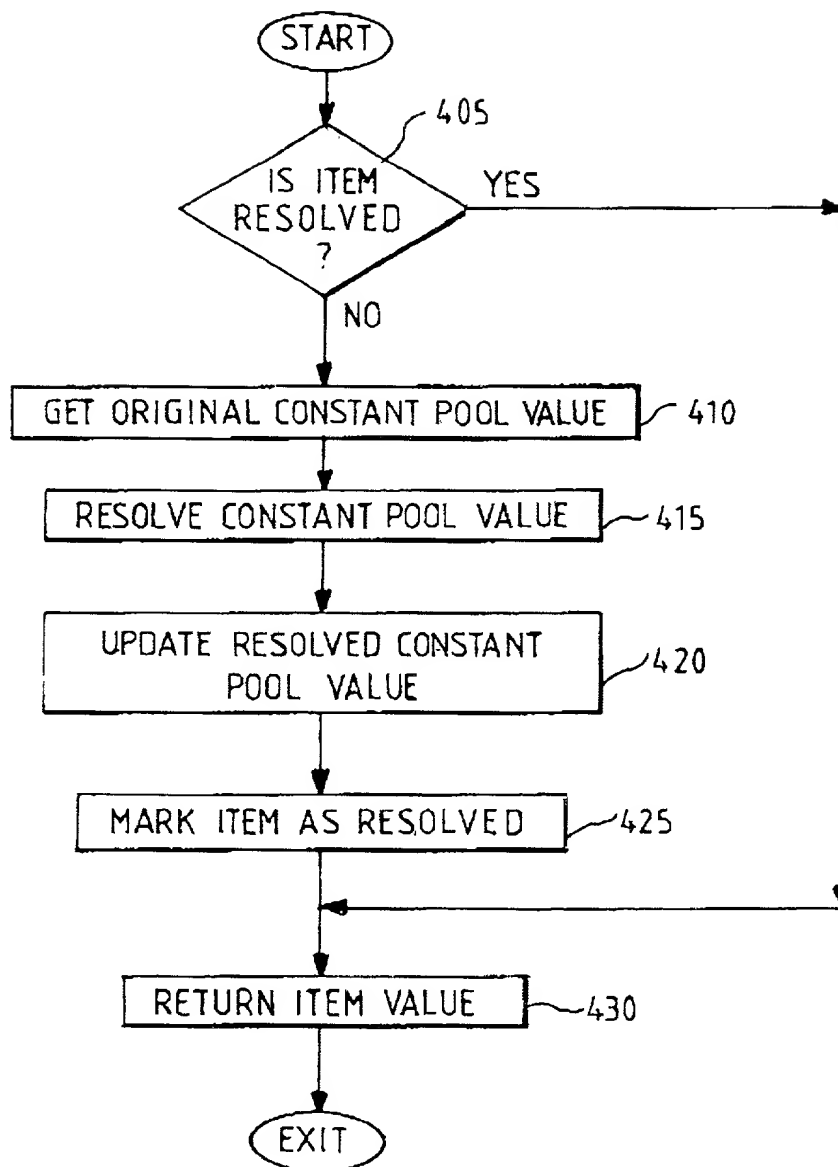 START
405
IS ITEM
RESOLVED
?
YES
NO
GET ORIGINAL CONSTANT POOL VALUE
410
RESOLVE CONSTANT POOL VALUE
415
UPDATE RESOLVED CONSTANT
POOL VALUE
420
MARK ITEM AS RESOLVED
425
RETURN ITEM VALUE
430
EXIT